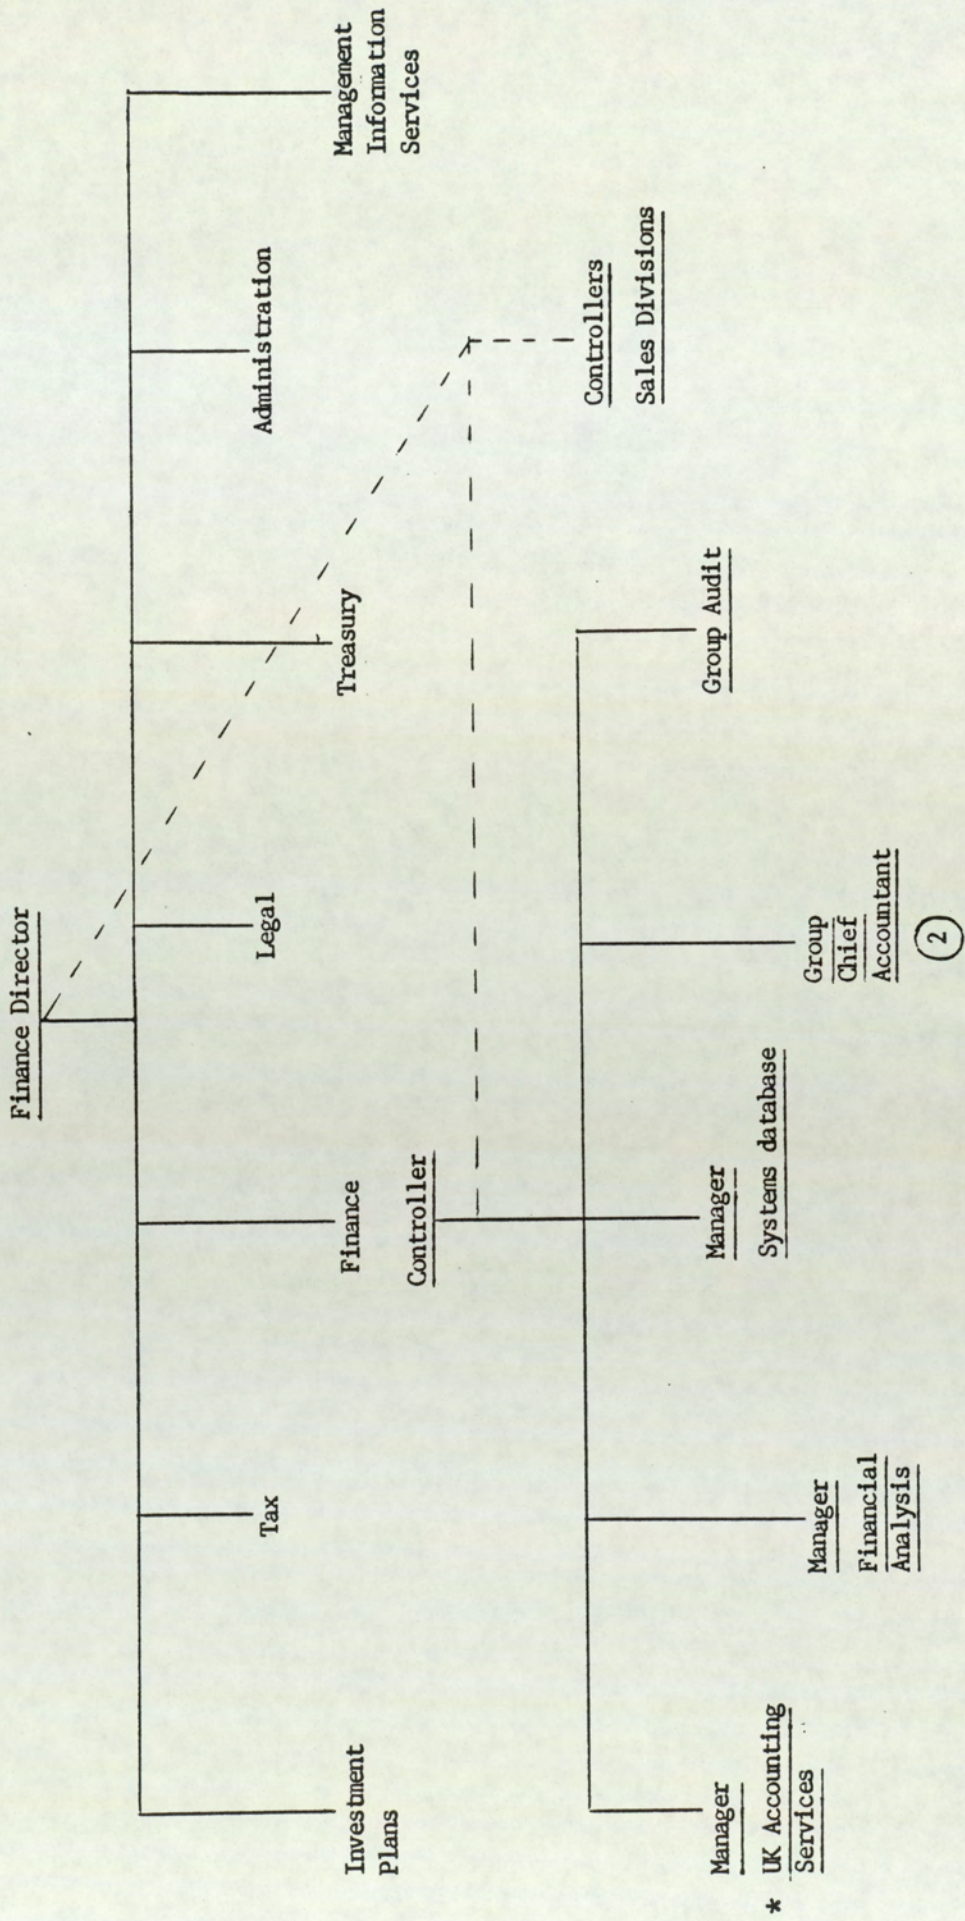 Finance Director
Investment
Plans
Tax
Finance
Controller
Legal
Treasury
Administration
Management
Information
Services
Manager
* UK Accounting
Services
Manager
Financial
Analysis
Manager
Systems database
Group
Chief
Accountant
2
Group Audit
Controllers
Sales Divisions